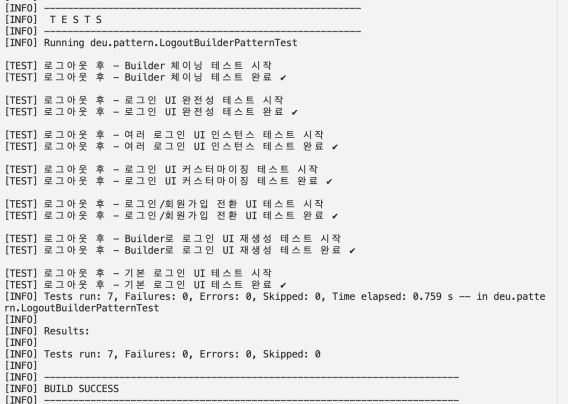 [INFO] -------------------------------------------------------
[INFO]  T E S T S
[INFO] -------------------------------------------------------
[INFO] Running deu.pattern.LogoutBuilderPatternTest
[TEST] 로그아웃 후 - Builder 체이닝 테스트 시작
[TEST] 로그아웃 후 - Builder 체이닝 테스트 완료 ✔
[TEST] 로그아웃 후 - 로그인 UI 완전성 테스트 시작
[TEST] 로그아웃 후 - 로그인 UI 완전성 테스트 완료 ✔
[TEST] 로그아웃 후 - 여러 로그인 UI 인스턴스 테스트 시작
[TEST] 로그아웃 후 - 여러 로그인 UI 인스턴스 테스트 완료 ✔
[TEST] 로그아웃 후 - 로그인 UI 커스터마이징 테스트 시작
[TEST] 로그아웃 후 - 로그인 UI 커스터마이징 테스트 완료 ✔
[TEST] 로그아웃 후 - 로그인/회원가입 전환 UI 테스트 시작
[TEST] 로그아웃 후 - 로그인/회원가입 전환 UI 테스트 완료 ✔
[TEST] 로그아웃 후 - Builder로 로그인 UI 재생성 테스트 시작
[TEST] 로그아웃 후 - Builder로 로그인 UI 재생성 테스트 완료 ✔
[TEST] 로그아웃 후 - 기본 로그인 UI 테스트 시작
[TEST] 로그아웃 후 - 기본 로그인 UI 테스트 완료 ✔
[INFO] Tests run: 7, Failures: 0, Errors: 0, Skipped: 0, Time elapsed: 0.759 s -- in deu.patte
rn.LogoutBuilderPatternTest
[INFO]
[INFO] Results:
[INFO]
[INFO] Tests run: 7, Failures: 0, Errors: 0, Skipped: 0
[INFO]
[INFO] ------------------------------------------------------------------------
[INFO] BUILD SUCCESS
[INFO] ------------------------------------------------------------------------